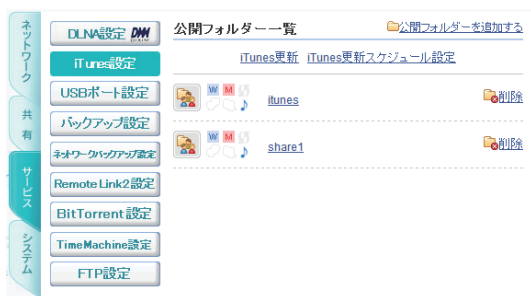 ネットワーク
共有
サービス
システム
DLNA設定 DMM
iTunes設定
USBポート設定
バックアップ設定
ネットワークバックアップ設定
Remote Link2設定
BitTorrent設定
TimeMachine設定
FTP設定
公開フォルダー一覧
公開フォルダーを追加する
iTunes更新 iTunes更新スケジュール設定
W M
itunes
削除
W M
share1
削除